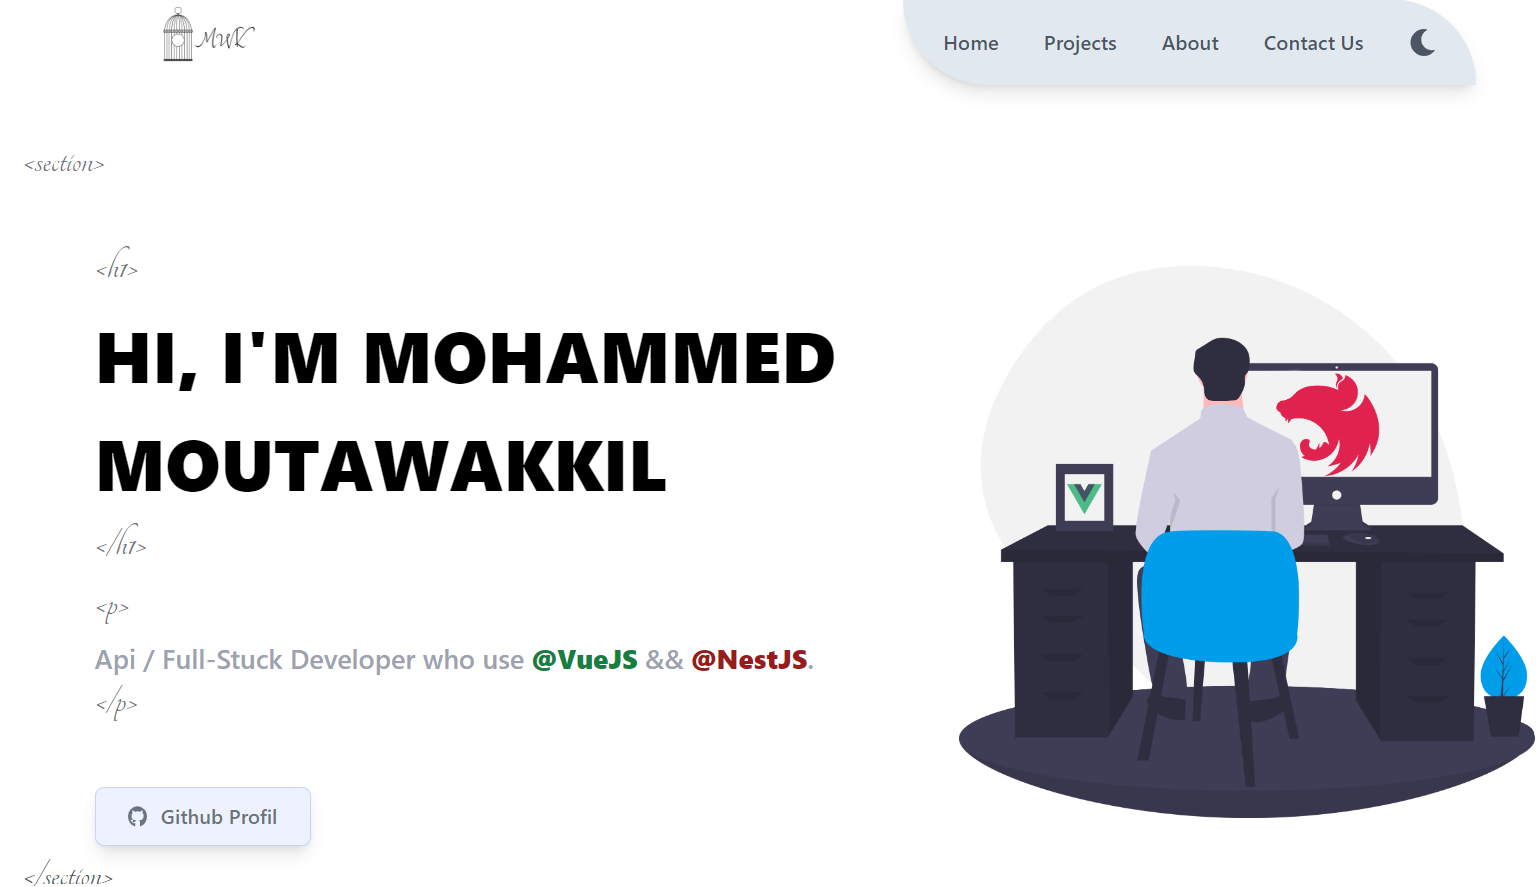 MWK
Home Projects About Contact Us
<section>
<h1>
HI, I'M MOHAMMED
MOUTAWAKKIL
</h1>
<p>
Api / Full-Stuck Developer who use @VueJS && @NestJS.
</p>
Github Profil
</section>